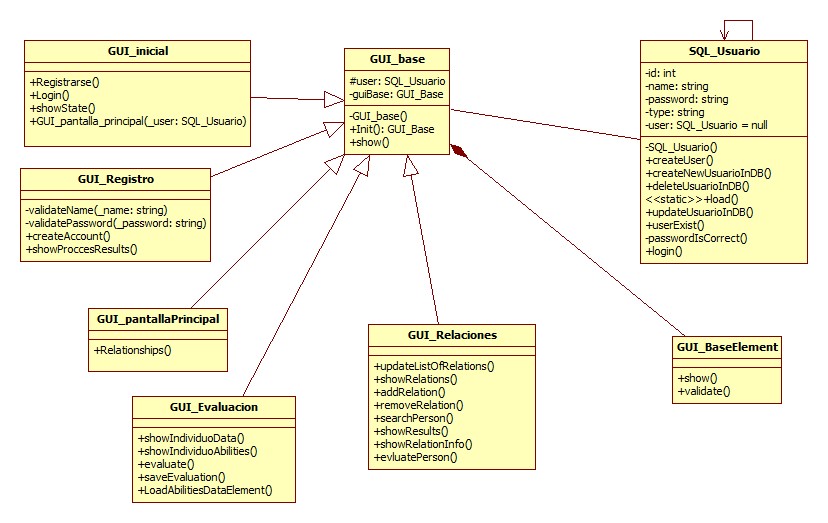 GUI_inicial
+Registrarse()
+Login()
+showState()
+GUI_pantalla_principal(_user: SQL_Usuario)
GUI_base
#user: SQL_Usuario
-guiBase: GUI_Base
-GUI_base()
+Init(): GUI_Base
+show()
SQL_Usuario
-id: int
-name: string
-password: string
-type: string
-user: SQL_Usuario = null
-SQL_Usuario()
+createUser()
+createNewUsuarioInDB()
+deleteUsuarioInDB()
<<static>>+load()
+updateUsuarioInDB()
+userExist()
-passwordIsCorrect()
+login()
GUI_Registro
-validateName(_name: string)
-validatePassword(_password: string)
+createAccount()
+showProccesResults()
GUI_pantallaPrincipal
+Relationships()
GUI_Relaciones
+updateListOfRelations()
+showRelations()
+addRelation()
+removeRelation()
+searchPerson()
+showResults()
+showRelationInfo()
+evluatePerson()
GUI_BaseElement
+show()
+validate()
GUI_Evaluacion
+showIndividuoData()
+showIndividuoAbilities()
+evaluate()
+saveEvaluation()
+LoadAbilitiesDataElement()